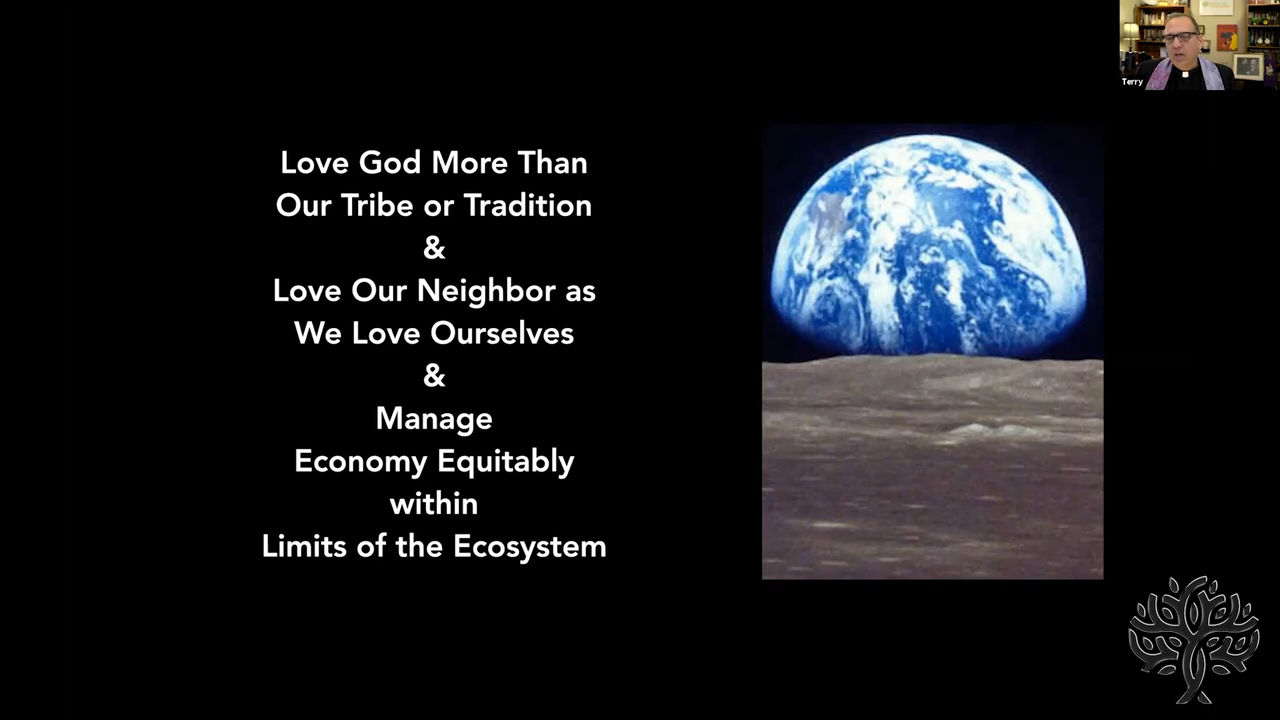 Love God More Than
Our Tribe or Tradition
&
Love Our Neighbor as
We Love Ourselves
&
Manage
Economy Equitably
within
Limits of the Ecosystem
Terry